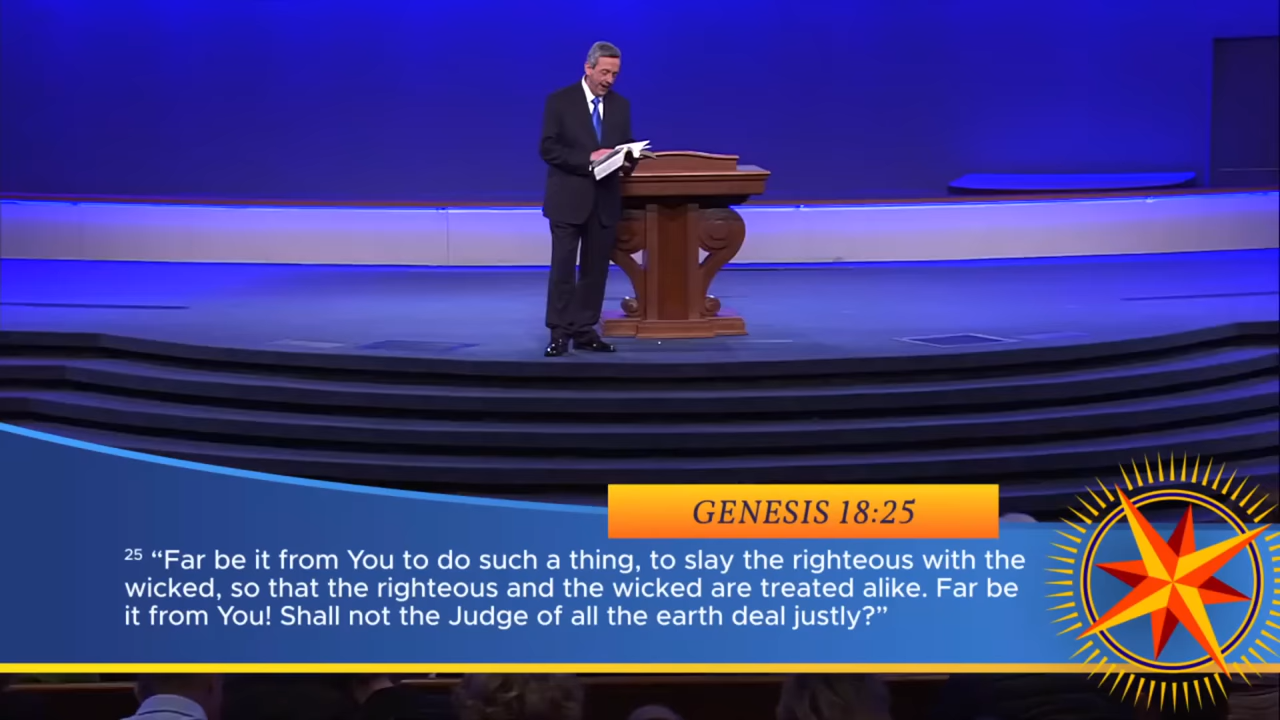 GENESIS 18:25
25 “Far be it from You to do such a thing, to slay the righteous with the
wicked, so that the righteous and the wicked are treated alike. Far be
it from You! Shall not the Judge of all the earth deal justly?”